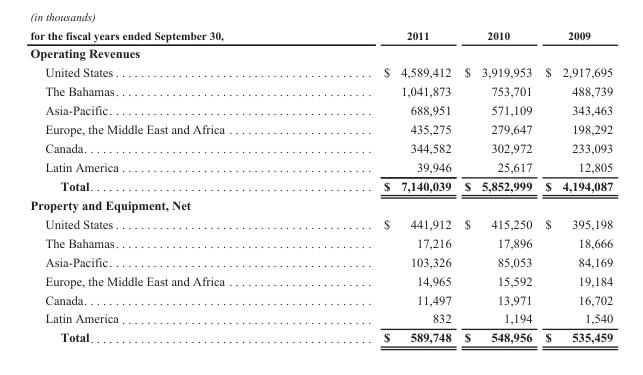 (in thousands)
for the fiscal years ended September 30, 2011 2010 2009
Operating Revenues
United States $ 4,589,412 $ 3,919,953 $ 2,917,695
The Bahamas 1,041,873 753,701 488,739
Asia-Pacific 688,951 571,109 343,463
Europe, the Middle East and Africa 435,275 279,647 198,292
Canada 344,582 302,972 233,093
Latin America 39,946 25,617 12,805
Total $ 7,140,039 $ 5,852,999 $ 4,194,087
Property and Equipment, Net
United States $ 441,912 $ 415,250 $ 395,198
The Bahamas 17,216 17,896 18,666
Asia-Pacific 103,326 85,053 84,169
Europe, the Middle East and Africa 14,965 15,592 19,184
Canada 11,497 13,971 16,702
Latin America 832 1,194 1,540
Total $ 589,748 $ 548,956 $ 535,459